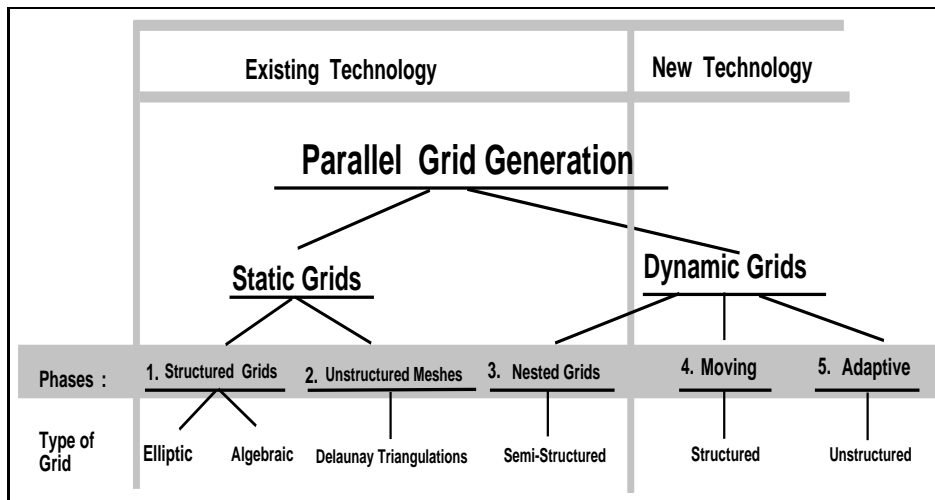 Existing Technology
New Technology
Parallel Grid Generation
Static Grids
Dynamic Grids
Phases :
1. Structured Grids
2. Unstructured Meshes
3. Nested Grids
4. Moving
5. Adaptive
Type of
Grid
Elliptic
Algebraic
Delaunay Triangulations
Semi-Structured
Structured
Unstructured